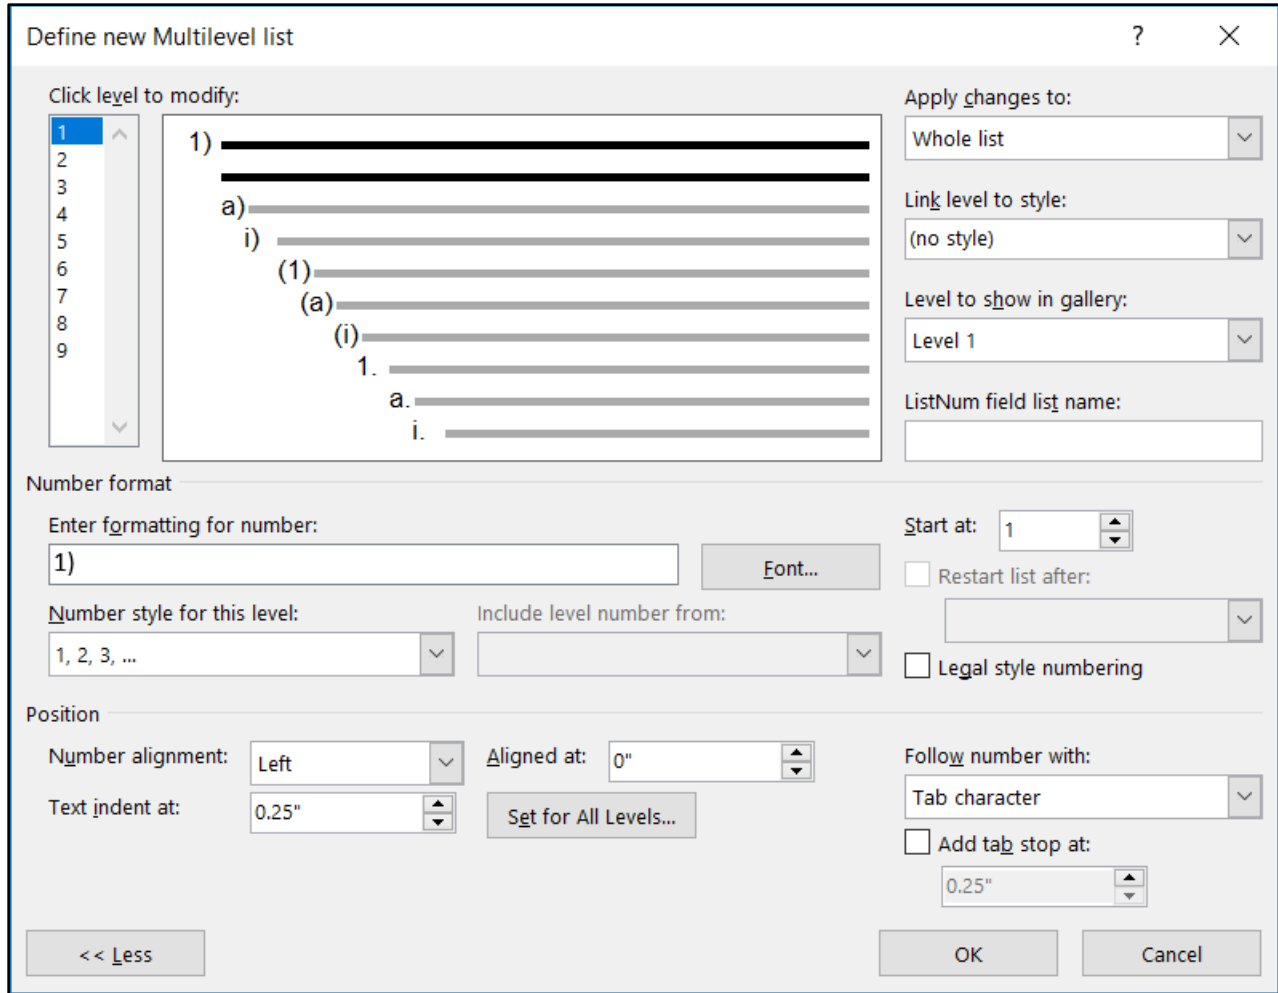 Define new Multilevel list
?
Click level to modify:
1
2
3
4
5
6
7
8
9
1)
a)
i)
(1)
(a)
(i)
1.
a.
i.
Apply changes to:
Whole list
Link level to style:
(no style)
Level to show in gallery:
Level 1
ListNum field list name:
Number format
Enter formatting for number:
1)
Font...
Number style for this level:
1, 2, 3, ...
Include level number from:
Start at: 1
Restart list after:
Legal style numbering
Position
Number alignment: Left
Aligned at: 0"
Text indent at: 0.25"
Set for All Levels...
Follow number with:
Tab character
Add tab stop at:
0.25"
<< Less
OK
Cancel